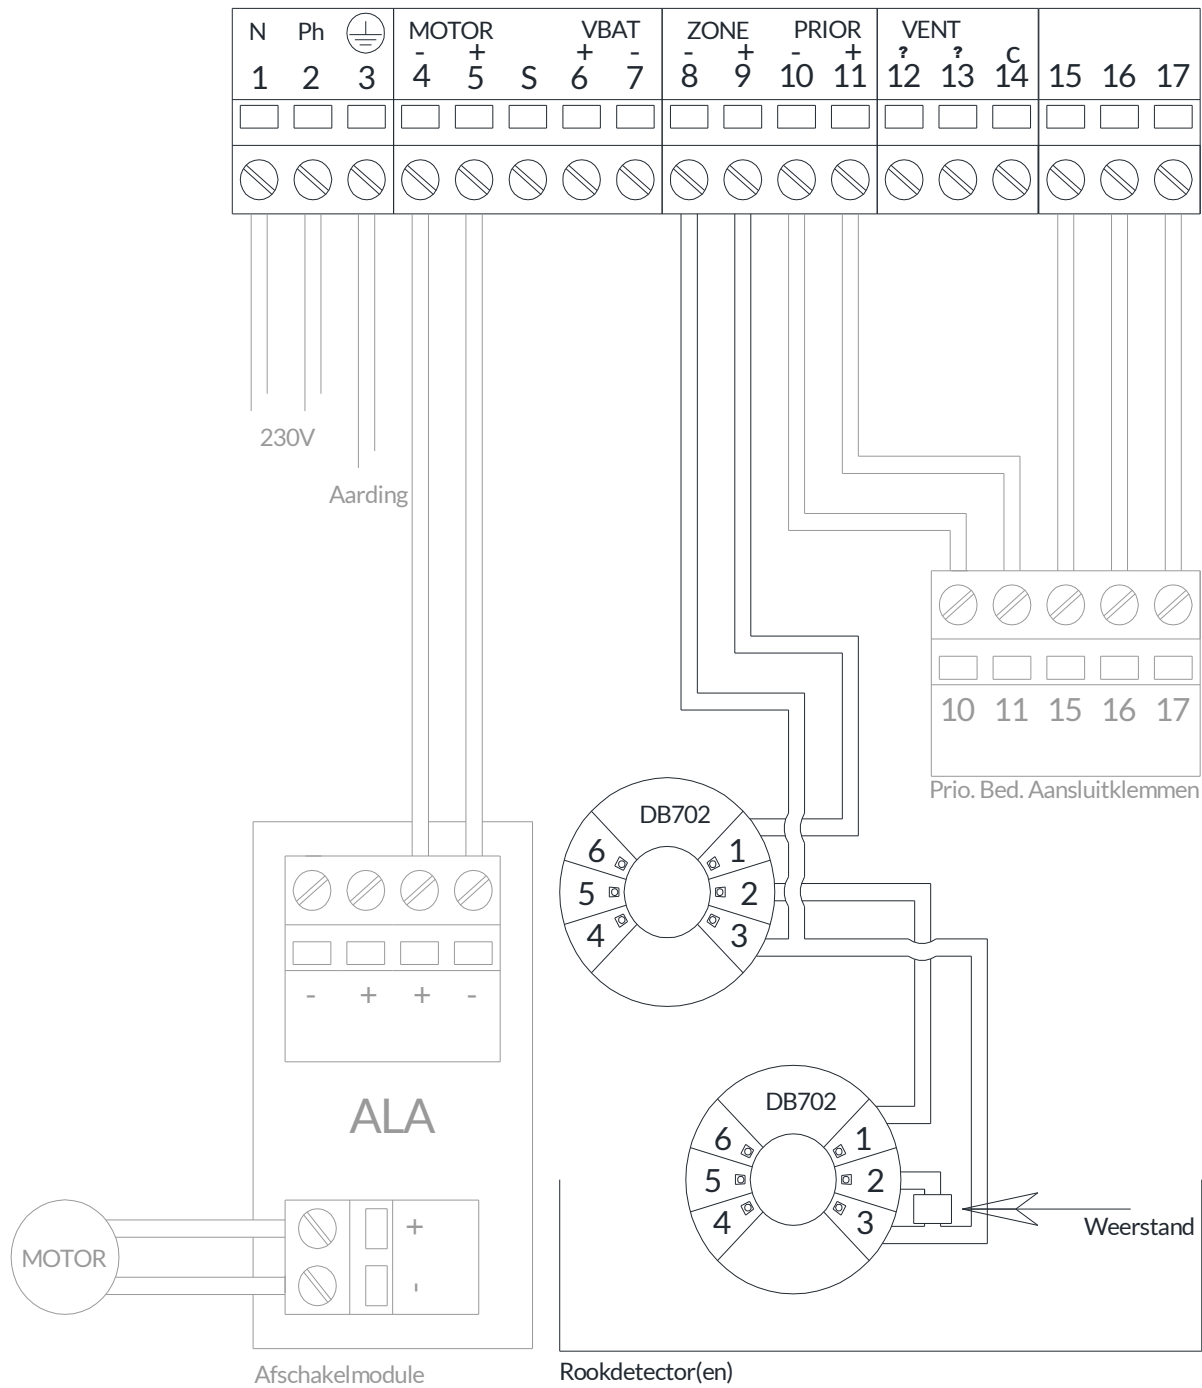 N Ph MOTOR VBAT ZONE PRIOR VENT
- + + - - + - + ? ? C
1 2 3 4 5 S 6 7 8 9 10 11 12 13 14 15 16 17
230V
Aarding
10 11 15 16 17
Prio. Bed. Aansluitklemmen
DB702
6 1
5 2
4 3
- + + -
ALA
DB702
6 1
5 2
4 3
+
MOTOR
-
Weerstand
Afschakelmodule
Rookdetector(en)